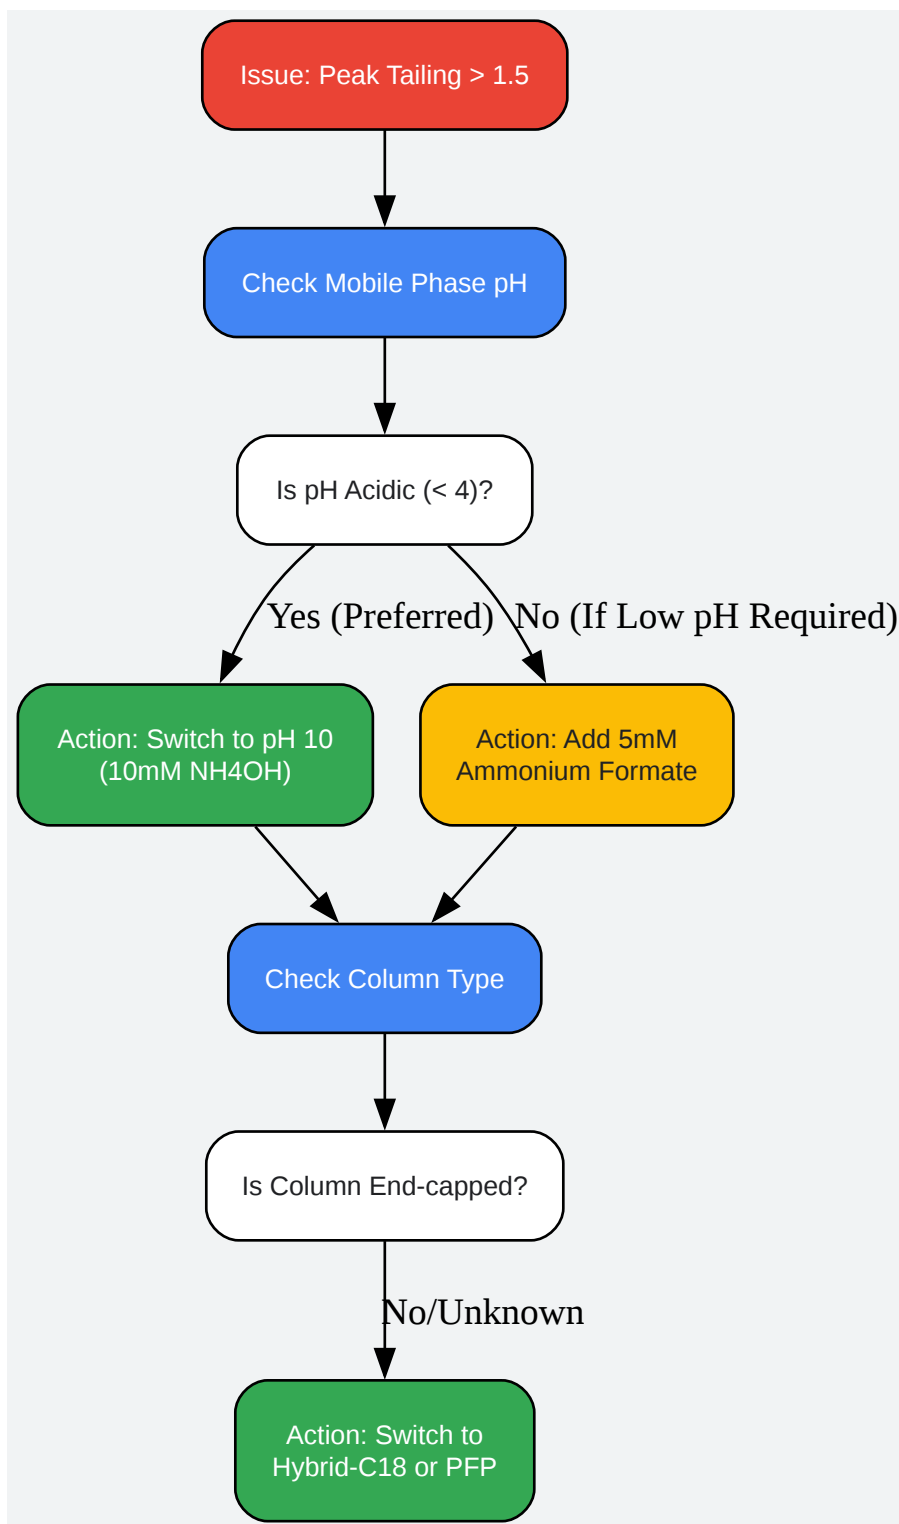 Issue: Peak Tailing > 1.5
Check Mobile Phase pH
Is pH Acidic (< 4)?
Yes (Preferred)
No (If Low pH Required)
Action: Switch to pH 10
(10mM NH4OH)
Action: Add 5mM
Ammonium Formate
Check Column Type
Is Column End-capped?
No/Unknown
Action: Switch to
Hybrid-C18 or PFP